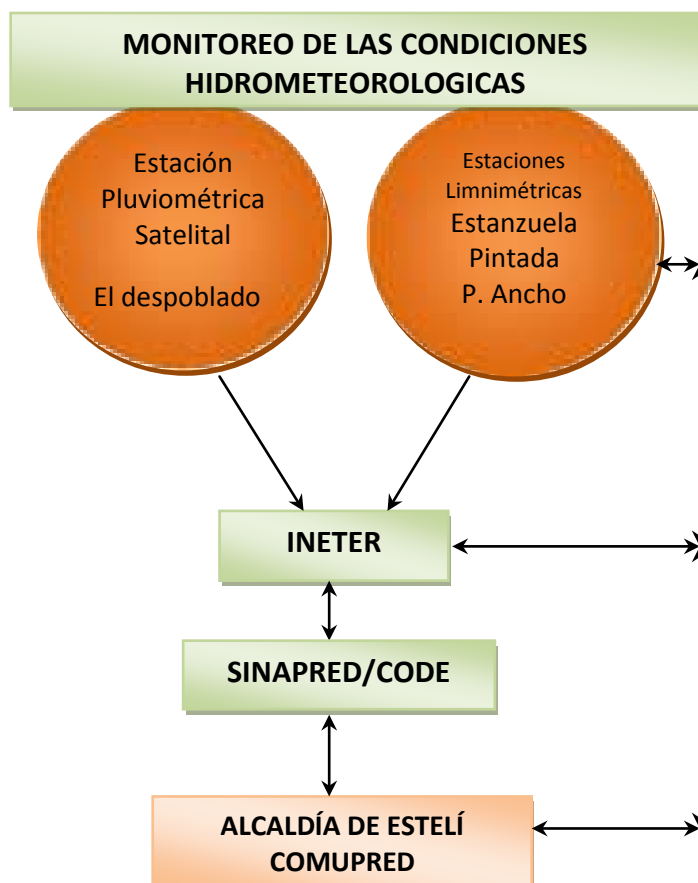 MONITOREO DE LAS CONDICIONES
HIDROMETEOROLOGICAS
Estación
Pluviométrica
Satelital
El despoblado
Estaciones
Limnimétricas
Estanzuela
Pintada
P. Ancho
INETER
SINAPRED/CODE
ALCALDÍA DE ESTELÍ
COMUPRED